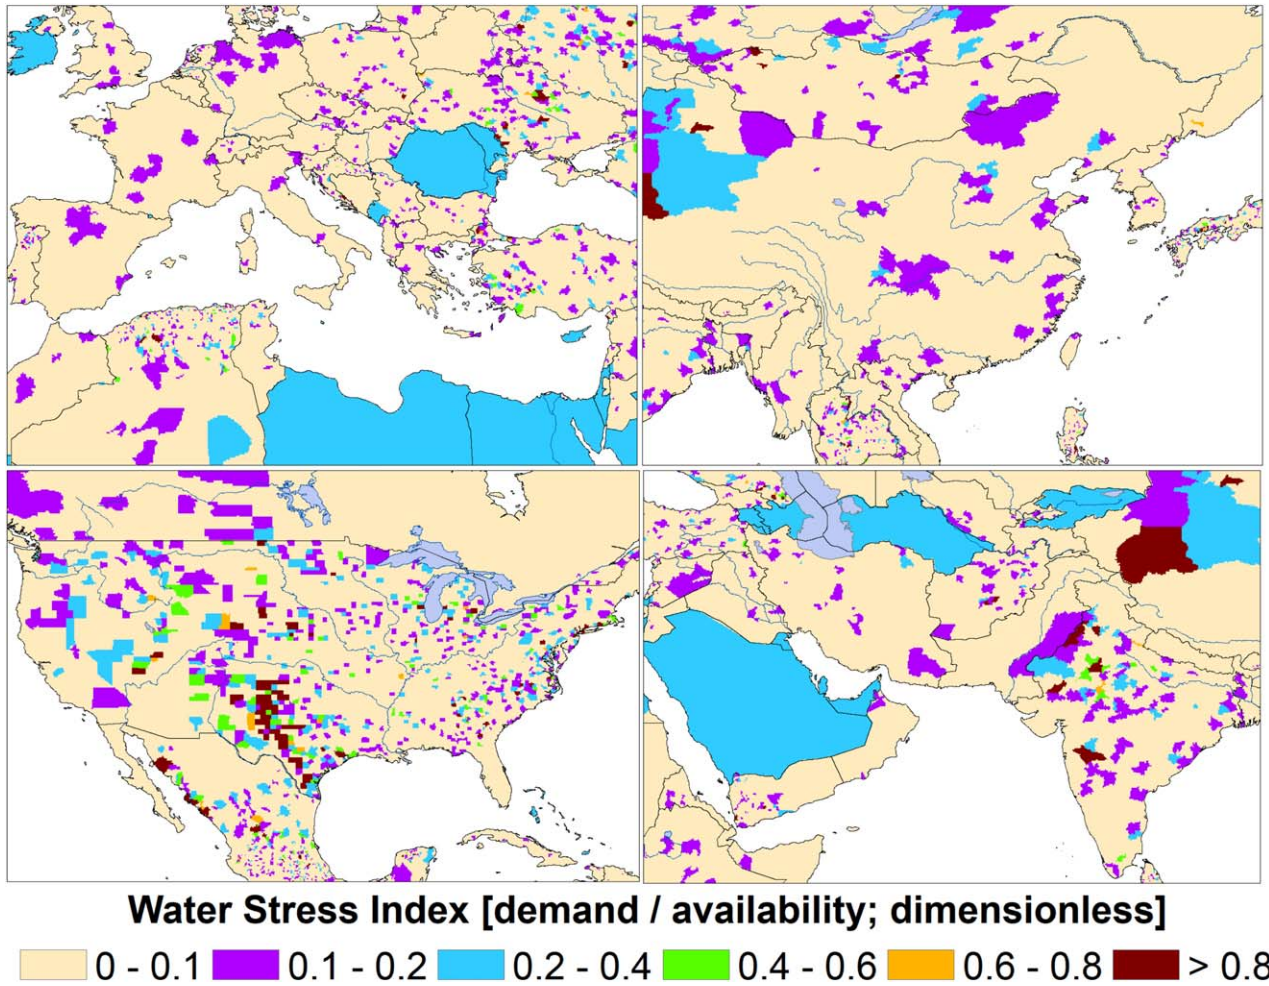 Water Stress Index [demand / availability; dimensionless]
0 - 0.1 0.1 - 0.2 0.2 - 0.4 0.4 - 0.6 0.6 - 0.8 > 0.8